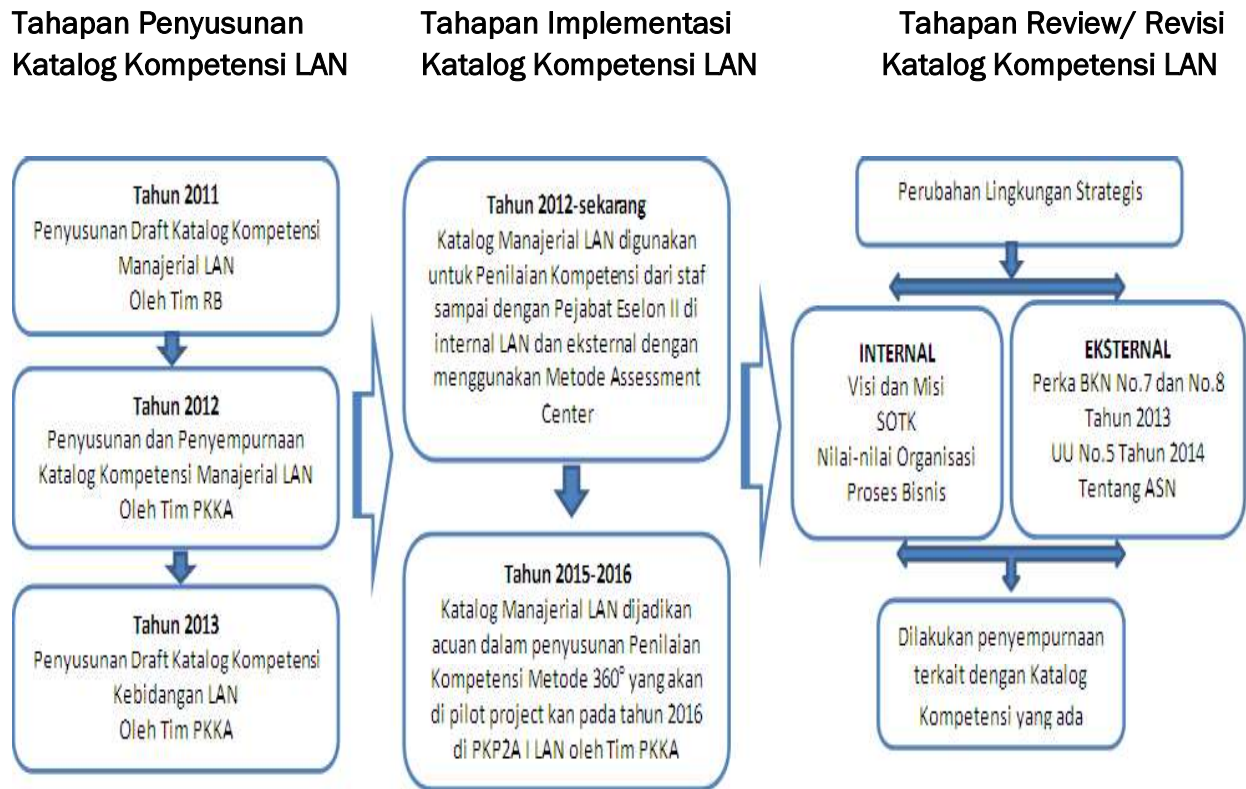 Tahapan Penyusunan
Katalog Kompetensi LAN
Tahun 2011
Penyusunan Draft Katalog Kompetensi
Manajerial LAN
Oleh Tim RB
Tahun 2012
Penyusunan dan Penyempurnaan
Katalog Kompetensi Manajerial LAN
Oleh Tim PKKA
Tahun 2013
Penyusunan Draft Katalog Kompetensi
Kebidangan LAN
Oleh Tim PKKA
Tahapan Implementasi
Katalog Kompetensi LAN
Tahun 2012-sekarang
Katalog Manajerial LAN digunakan
untuk Penilaian Kompetensi dari staf
sampai dengan Pejabat Eselon II di
internal LAN dan eksternal dengan
menggunakan Metode Assessment
Center
Tahun 2015-2016
Katalog Manajerial LAN dijadikan
acuan dalam penyusunan Penilaian
Kompetensi Metode 360° yang akan
di pilot project kan pada tahun 2016
di PKP2A I LAN oleh Tim PKKA
Tahapan Review/ Revisi
Katalog Kompetensi LAN
Perubahan Lingkungan Strategis
INTERNAL
Visi dan Misi
SOTK
Nilai-nilai Organisasi
Proses Bisnis
EKSTERNAL
Perka BKN No.7 dan No.8
Tahun 2013
UU No.5 Tahun 2014
Tentang ASN
Dilakukan penyempurnaan
terkait dengan Katalog
Kompetensi yang ada